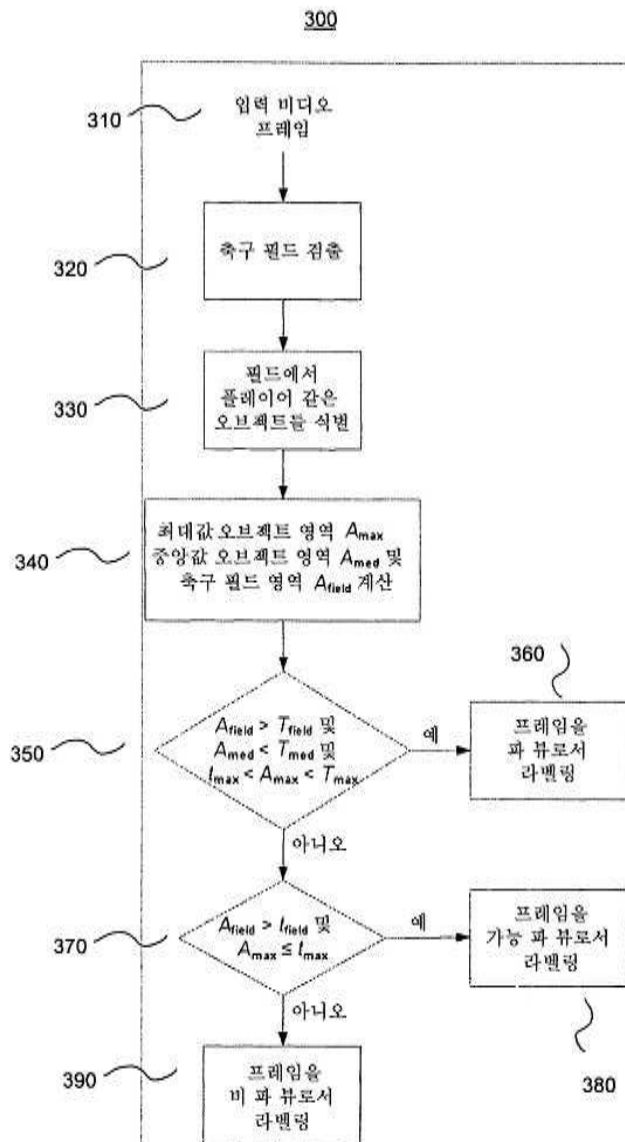 300
310
입력 비디오
프레임
320
축구 필드 검출
330
필드에서
플레이어 같은
오브젝트들 식별
340
최대값 오브젝트 영역 Amax
중앙값 오브젝트 영역 Amed 및
축구 필드 영역 Afield 계산
350
Afield > Tfield 및
Amed < Tmed 및
tmax < Amax < Tmax
예
360
프레임을
파 뷰로서
라벨링
아니오
370
Afield > tfield 및
Amax ≤ tmax
예
프레임을
가능 파 뷰로서
라벨링
380
아니오
390
프레임을
비 파 뷰로서
라벨링